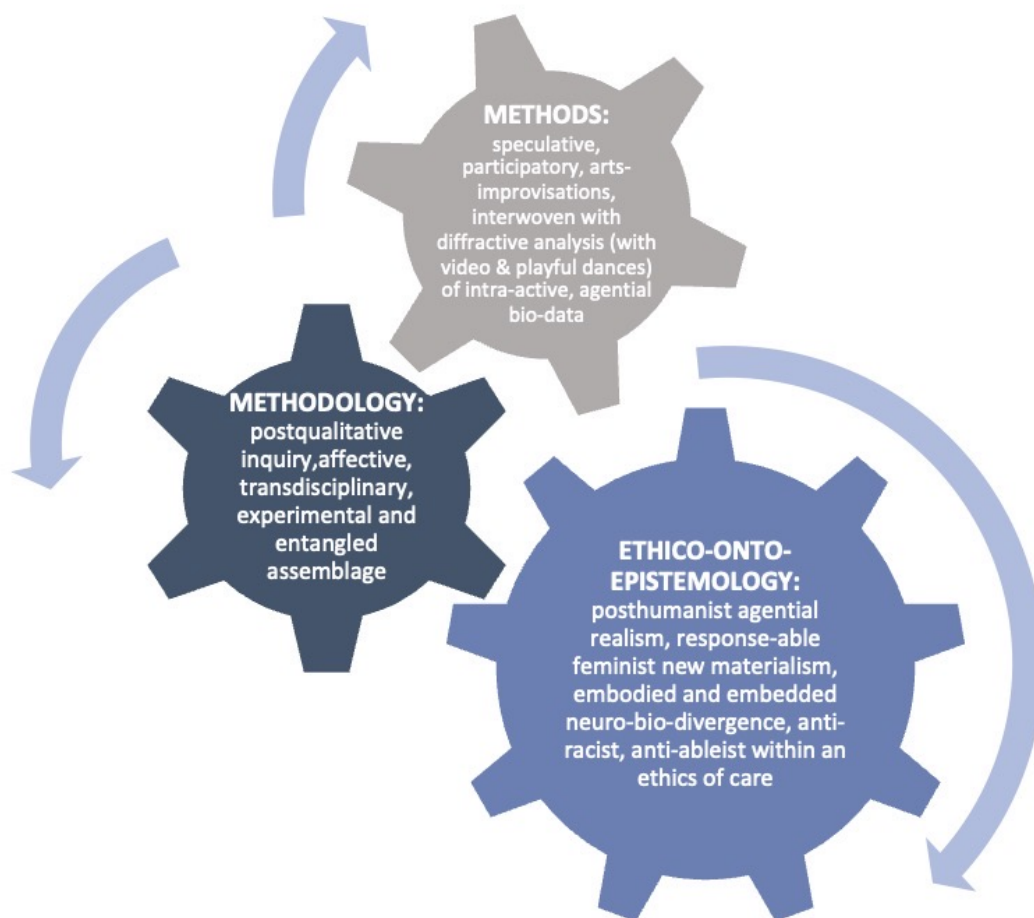 METHODS:
speculative,
participatory, arts-
improvisations,
interwoven with
diffractive analysis (with
video & playful dances)
of intra-active, agential
bio-data
METHODOLOGY:
postqualitative
inquiry,affective,
transdisciplinary,
experimental and
entangled
assemblage
ETHICO-ONTO-
EPISTEMOLOGY:
posthumanist agential
realism, response-able
feminist new materialism,
embodied and embedded
neuro-bio-divergence, anti-
racist, anti-ableist within an
ethics of care